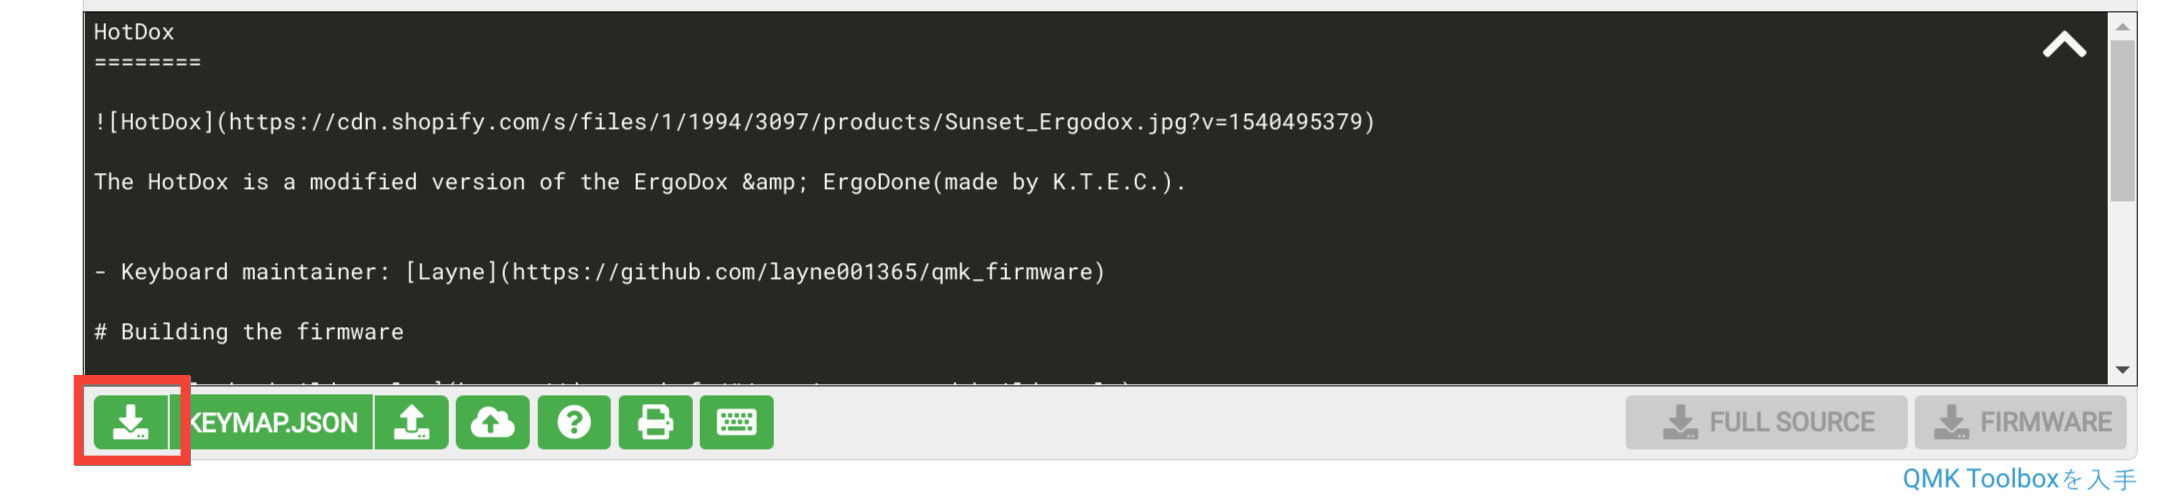 HotDox
========
![HotDox](https://cdn.shopify.com/s/files/1/1994/3097/products/Sunset_Ergodox.jpg?v=1540495379)
The HotDox is a modified version of the ErgoDox &amp; ErgoDone(made by K.T.E.C.).
- Keyboard maintainer: [Layne](https://github.com/layne001365/qmk_firmware)
# Building the firmware
KEYMAP.JSON
FULL SOURCE
FIRMWARE
QMK Toolboxを入手